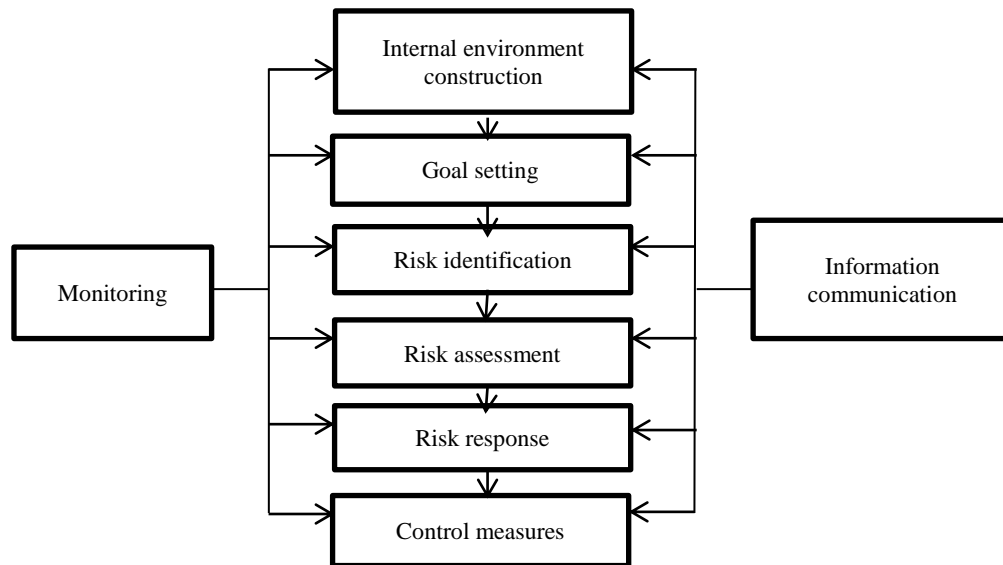 Internal environment
construction
Goal setting
Risk identification
Monitoring
Information
communication
Risk assessment
Risk response
Control measures